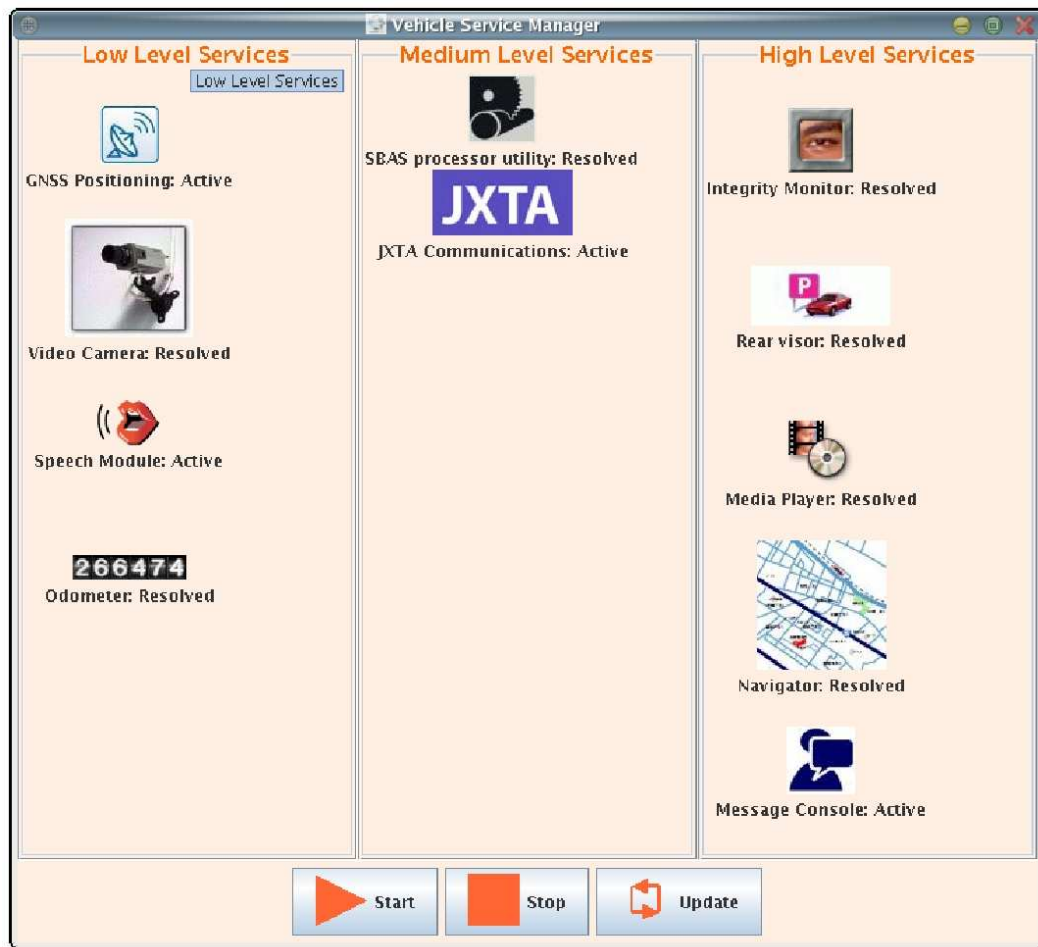 Vehicle Service Manager
Low Level Services
Low Level Services
GNSS Positioning: Active
Video Camera: Resolved
Speech Module: Active
266474
Odometer: Resolved
Medium Level Services
SBAS processor utility: Resolved
JXTA
JXTA Communications: Active
High Level Services
Integrity Monitor: Resolved
P
Rear visor: Resolved
Media Player: Resolved
Navigator: Resolved
Message Console: Active
Start
Stop
Update